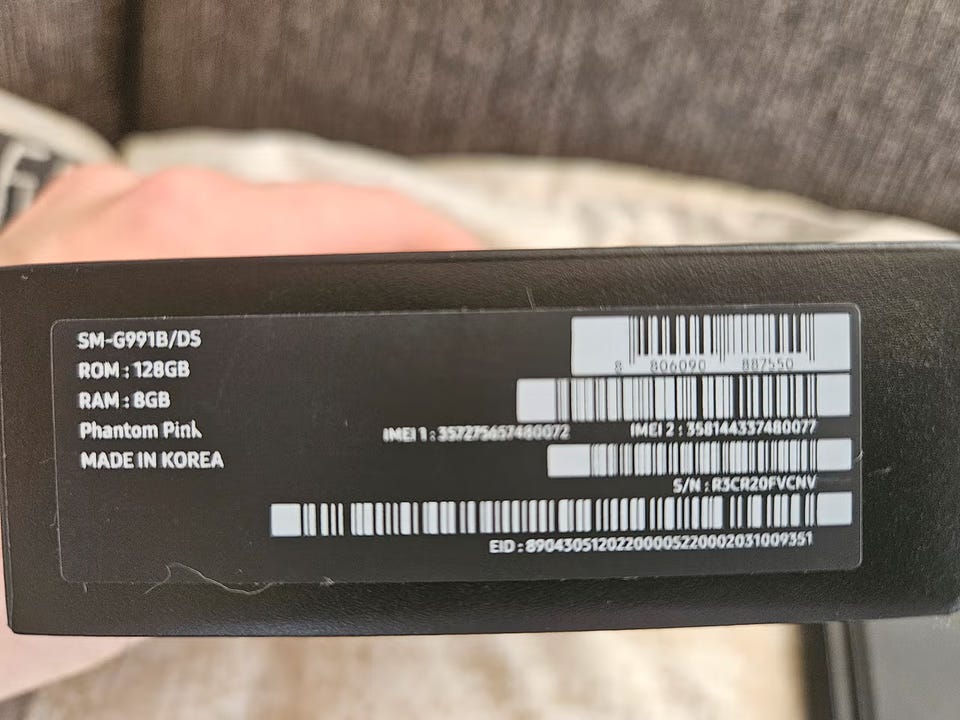 SM-G991B/DS
ROM : 128GB
RAM : 8GB
Phantom Pink
MADE IN KOREA
8 806090 887550
IMEI 1 : 357275657480072
IMEI 2 : 358144337480077
S/N : R3CR20FVCNV
EID : 89043051202200005220002031009351